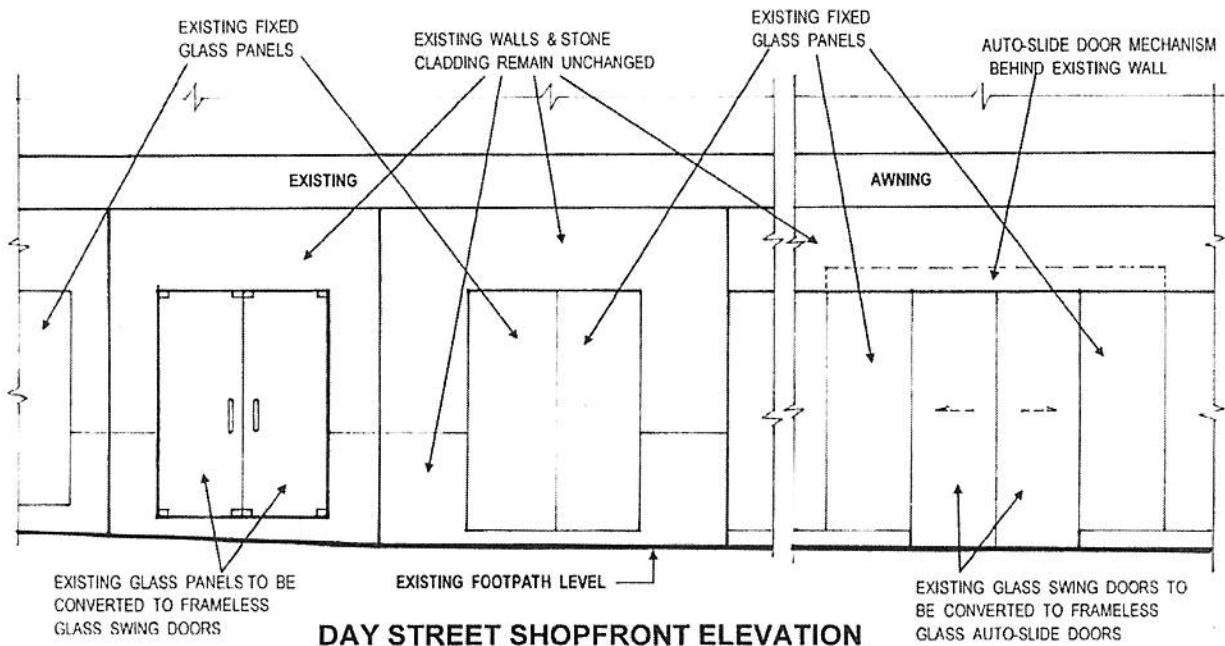 EXISTING FIXED
GLASS PANELS
EXISTING WALLS & STONE
CLADDING REMAIN UNCHANGED
EXISTING FIXED
GLASS PANELS
AUTO-SLIDE DOOR MECHANISM
BEHIND EXISTING WALL
EXISTING
AWNING
EXISTING GLASS PANELS TO BE
CONVERTED TO FRAMELESS
GLASS SWING DOORS
EXISTING FOOTPATH LEVEL
EXISTING GLASS SWING DOORS TO
BE CONVERTED TO FRAMELESS
GLASS AUTO-SLIDE DOORS
DAY STREET SHOPFRONT ELEVATION